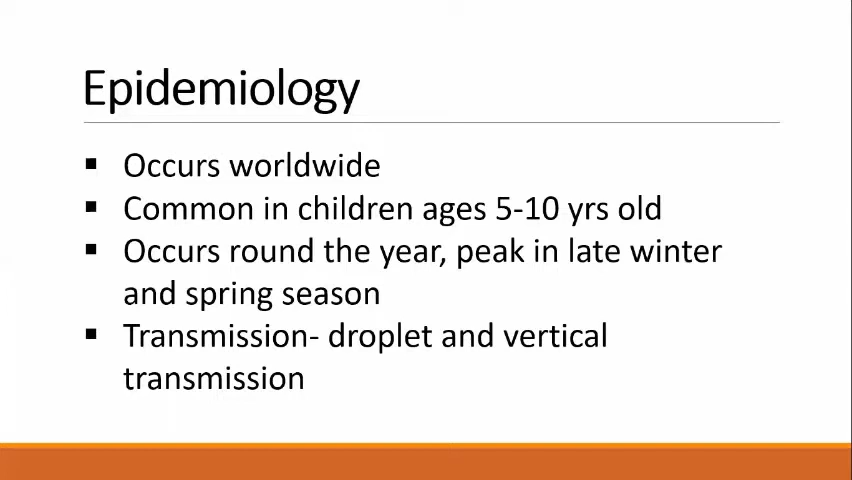 Epidemiology
▪ Occurs worldwide
▪ Common in children ages 5-10 yrs old
▪ Occurs round the year, peak in late winter
and spring season
▪ Transmission- droplet and vertical
transmission